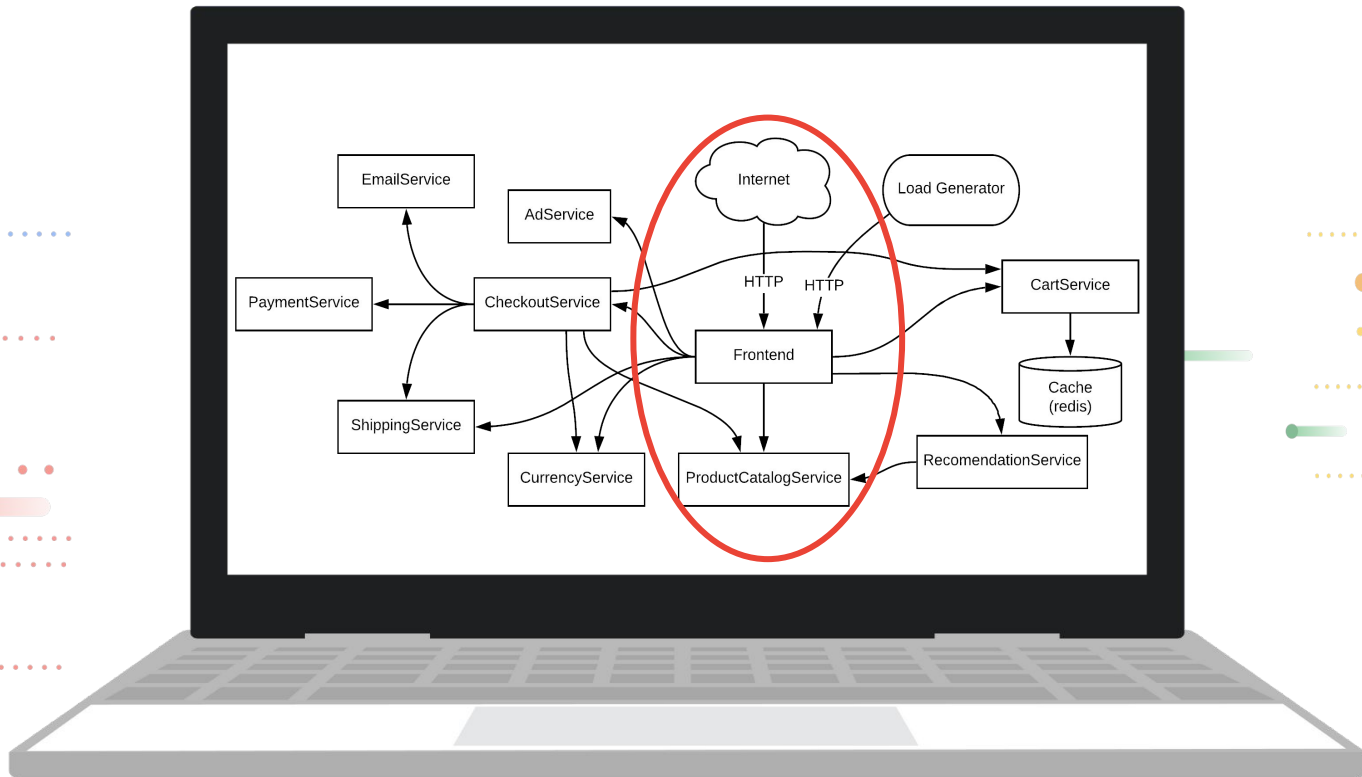 EmailService
Internet
Load Generator
AdService
HTTP
HTTP
PaymentService
CheckoutService
CartService
Frontend
Cache
(redis)
ShippingService
CurrencyService
ProductCatalogService
RecomendationService